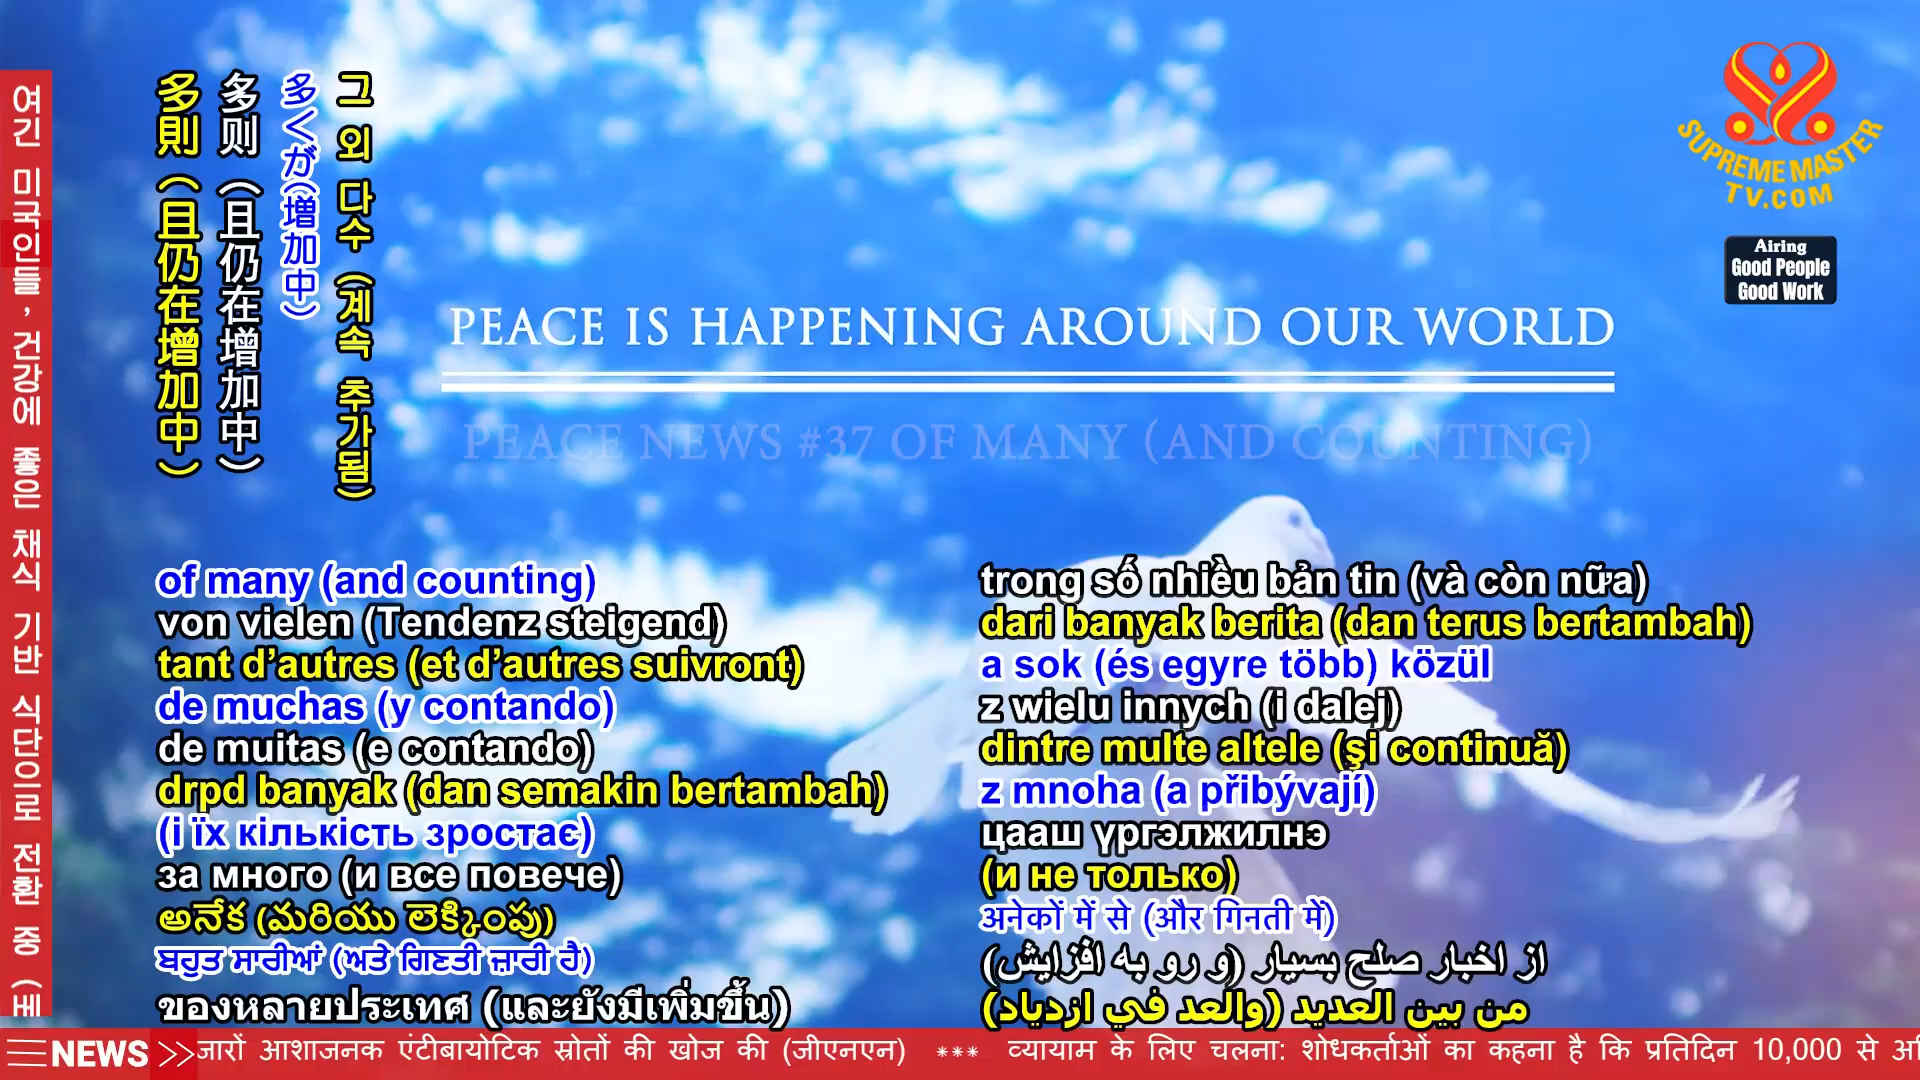 여긴 미국인들, 건강에 좋은 채식 기반 식단으로 전환 중 (베
多則（且仍在增加中）
多则（且仍在增加中）
多くが(増加中)
그 외 다수 (계속 추가됨)
SUPREME MASTER
TV.COM
Airing
Good People
Good Work
PEACE IS HAPPENING AROUND OUR WORLD
PEACE NEWS #37 OF MANY (AND COUNTING)
of many (and counting)
von vielen (Tendenz steigend)
tant d’autres (et d’autres suivront)
de muchas (y contando)
de muitas (e contando)
drpd banyak (dan semakin bertambah)
(і їх кількість зростає)
за много (и все повече)
అనేక (మరియు లెక్కింపు)
ਬਹੁਤ ਸਾਰੀਆਂ (ਅਤੇ ਗਿਣਤੀ ਜ਼ਾਰੀ ਹੈ)
ของหลายประเทศ (และยังมีเพิ่มขึ้น)
trong số nhiều bản tin (và còn nữa)
dari banyak berita (dan terus bertambah)
a sok (és egyre több) közül
z wielu innych (i dalej)
dintre multe altele (şi continuă)
z mnoha (a přibývají)
цааш үргэлжилнэ
(и не только)
अनेकों में से (और गिनती में)
از اخبار صلح بسیار (و رو به افزایش)
من بين العديد (والعد في ازدياد)
NEWS
जारों आशाजनक एंटीबायोटिक स्रोतों की खोज की (जीएनएन) *** व्यायाम के लिए चलना: शोधकर्ताओं का कहना है कि प्रतिदिन 10,000 से अ